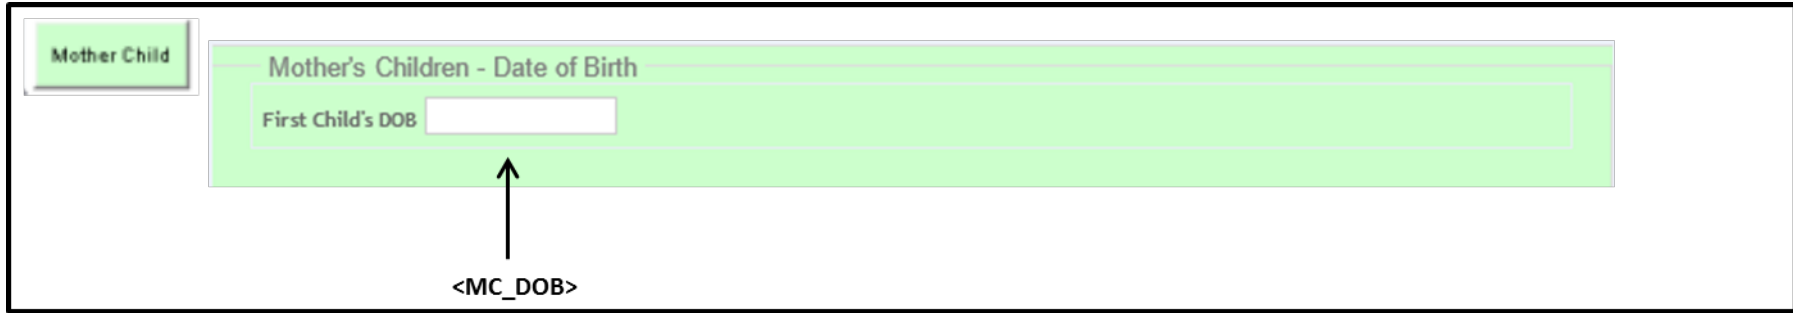 Mother Child
Mother's Children - Date of Birth
First Child's DOB
<MC_DOB>